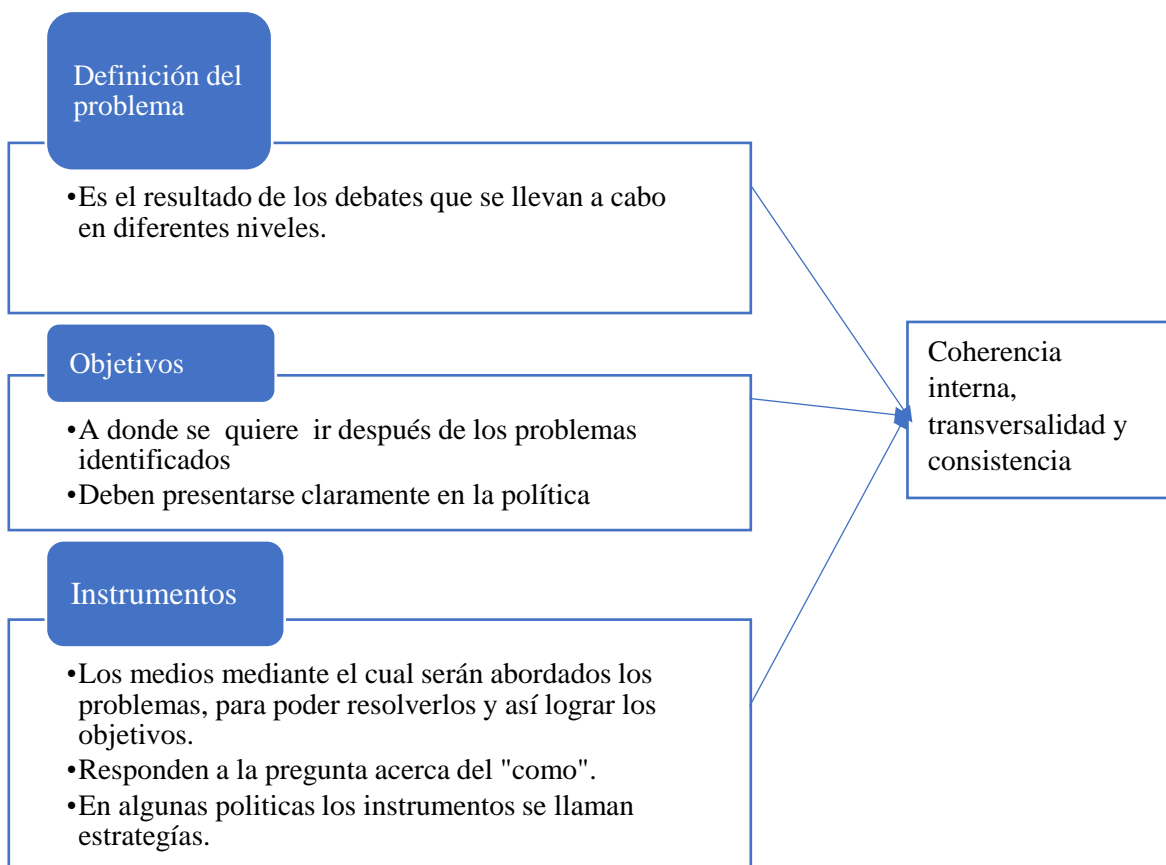 Definición del
problema
•Es el resultado de los debates que se llevan a cabo
en diferentes niveles.
Objetivos
•A donde se quiere ir después de los problemas
identificados
•Deben presentarse claramente en la política
Instrumentos
•Los medios mediante el cual serán abordados los
problemas, para poder resolverlos y así lograr los
objetivos.
•Responden a la pregunta acerca del "como".
•En algunas politicas los instrumentos se llaman
estrategías.
Coherencia
interna,
transversalidad y
consistencia